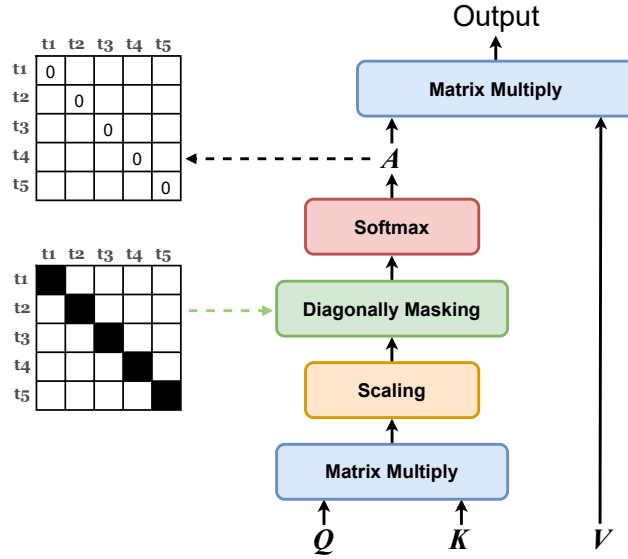 Output
t1 t2 t3 t4 t5
t1 0
t2 0
t3 0
t4 0
t5 0
Matrix Multiply
A
Softmax
t1 t2 t3 t4 t5
t1
t2
t3
t4
t5
Diagonally Masking
Scaling
Matrix Multiply
Q K V